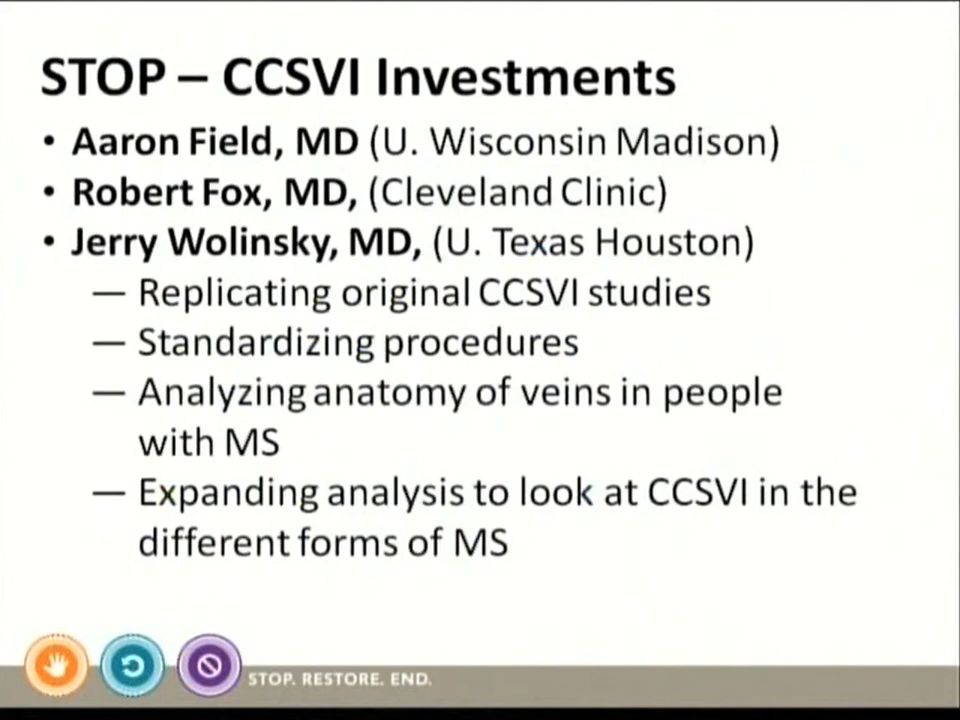 STOP – CCSVI Investments
• Aaron Field, MD (U. Wisconsin Madison)
• Robert Fox, MD, (Cleveland Clinic)
• Jerry Wolinsky, MD, (U. Texas Houston)
— Replicating original CCSVI studies
— Standardizing procedures
— Analyzing anatomy of veins in people
with MS
— Expanding analysis to look at CCSVI in the
different forms of MS
STOP. RESTORE. END.